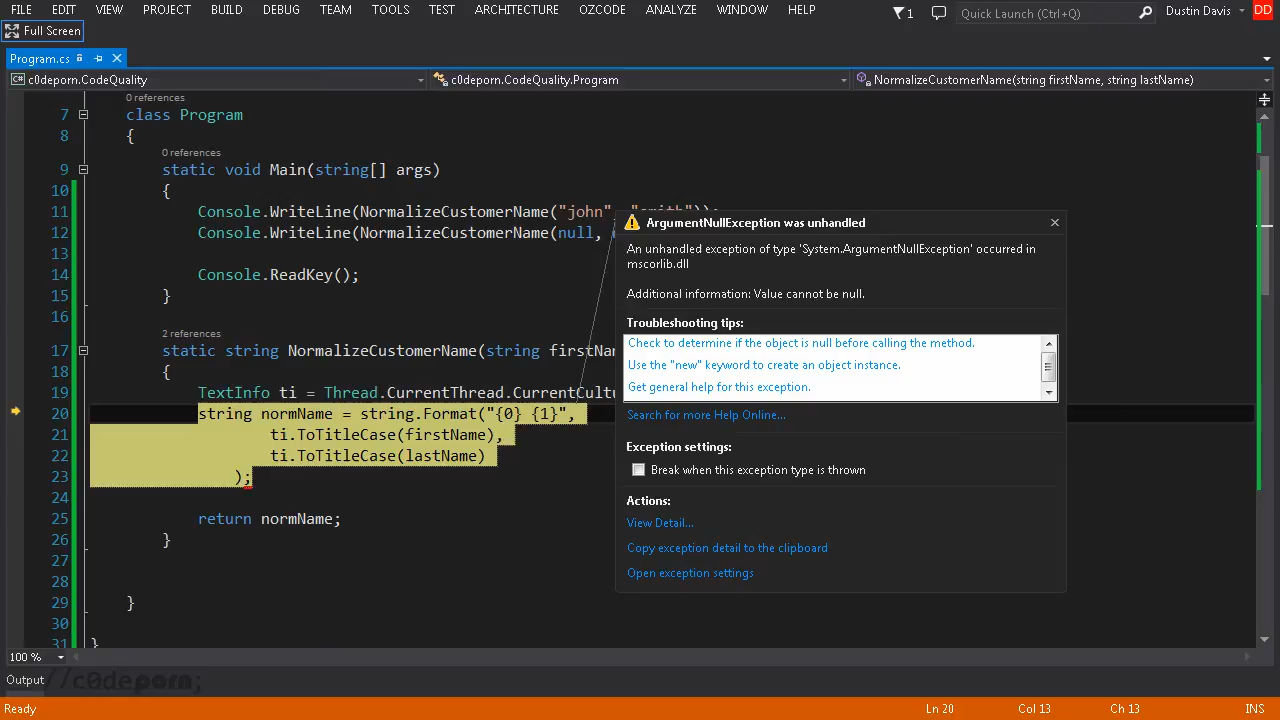 FILE EDIT VIEW PROJECT BUILD DEBUG TEAM TOOLS TEST ARCHITECTURE OZCODE ANALYZE WINDOW HELP 1 Quick Launch (Ctrl+Q) Dustin Davis DD
Full Screen
Program.cs
C# c0deporn.CodeQuality c0deporn.CodeQuality.Program NormalizeCustomerName(string firstName, string lastName)
0 references
7 class Program
8 {
0 references
9 static void Main(string[] args)
10 {
11 Console.WriteLine(NormalizeCustomerName("john", "smith"));
12 Console.WriteLine(NormalizeCustomerName(null,
13
14 Console.ReadKey();
15 }
16
2 references
17 static string NormalizeCustomerName(string firstNa
18 {
19 TextInfo ti = Thread.CurrentThread.CurrentCultu
20 string normName = string.Format("{0} {1}",
21 ti.ToTitleCase(firstName),
22 ti.ToTitleCase(lastName)
23 );
24
25 return normName;
26 }
27
28
29 }
30
31 }
ArgumentNullException was unhandled
An unhandled exception of type 'System.ArgumentNullException' occurred in
mscorlib.dll
Additional information: Value cannot be null.
Troubleshooting tips:
Check to determine if the object is null before calling the method.
Use the "new" keyword to create an object instance.
Get general help for this exception.
Search for more Help Online...
Exception settings:
Break when this exception type is thrown
Actions:
View Detail...
Copy exception detail to the clipboard
Open exception settings
100 %
Output
//c0deporn;
Ready Ln 20 Col 13 Ch 13 INS